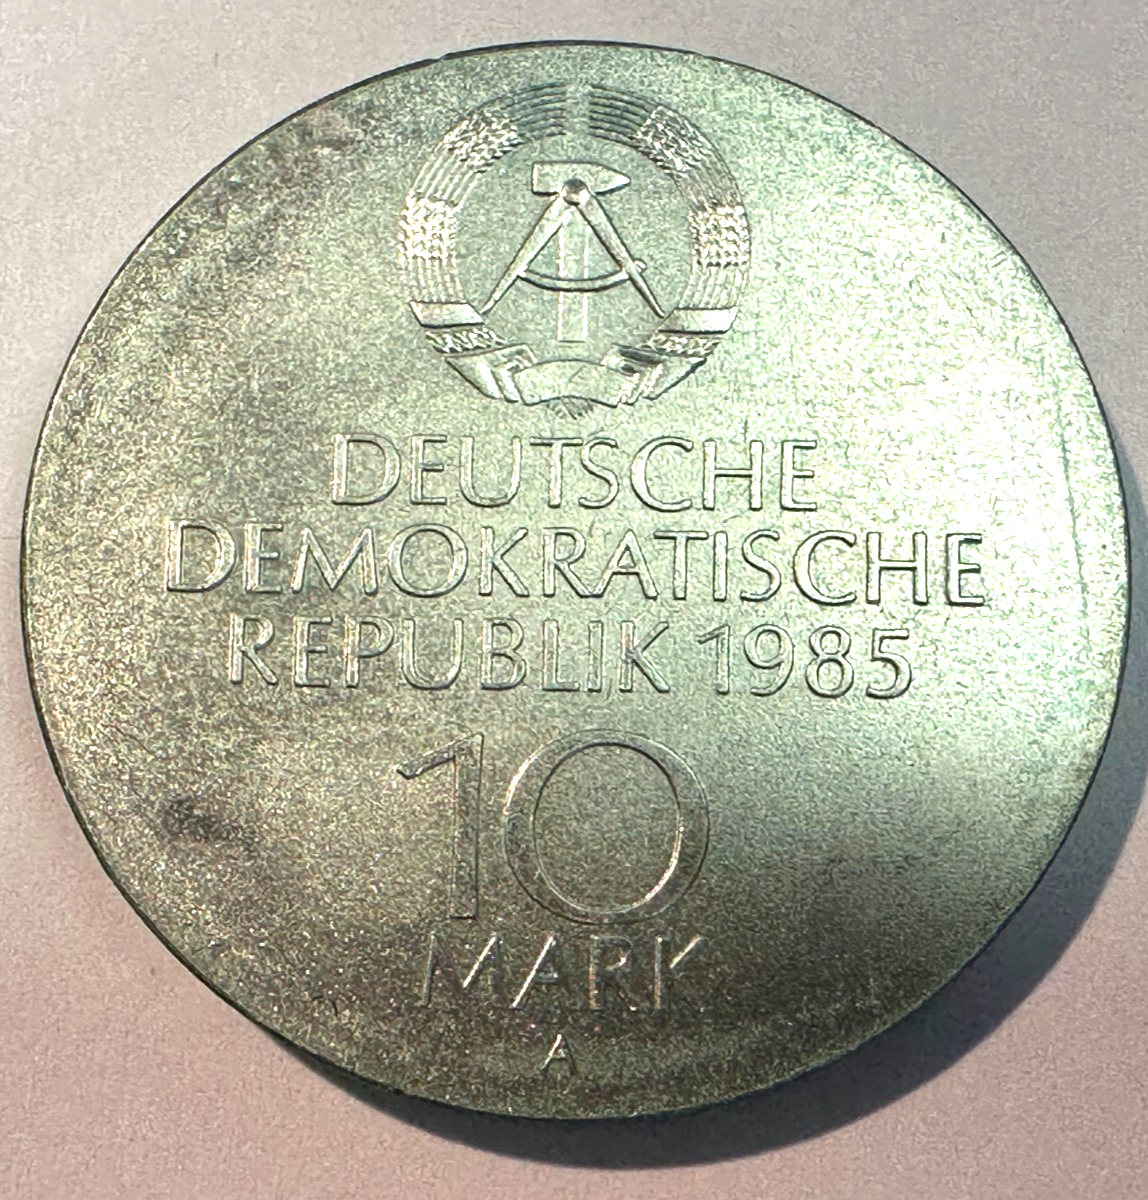 DEUTSCHE
DEMOKRATISCHE
REPUBLIK 1985
10
MARK
A